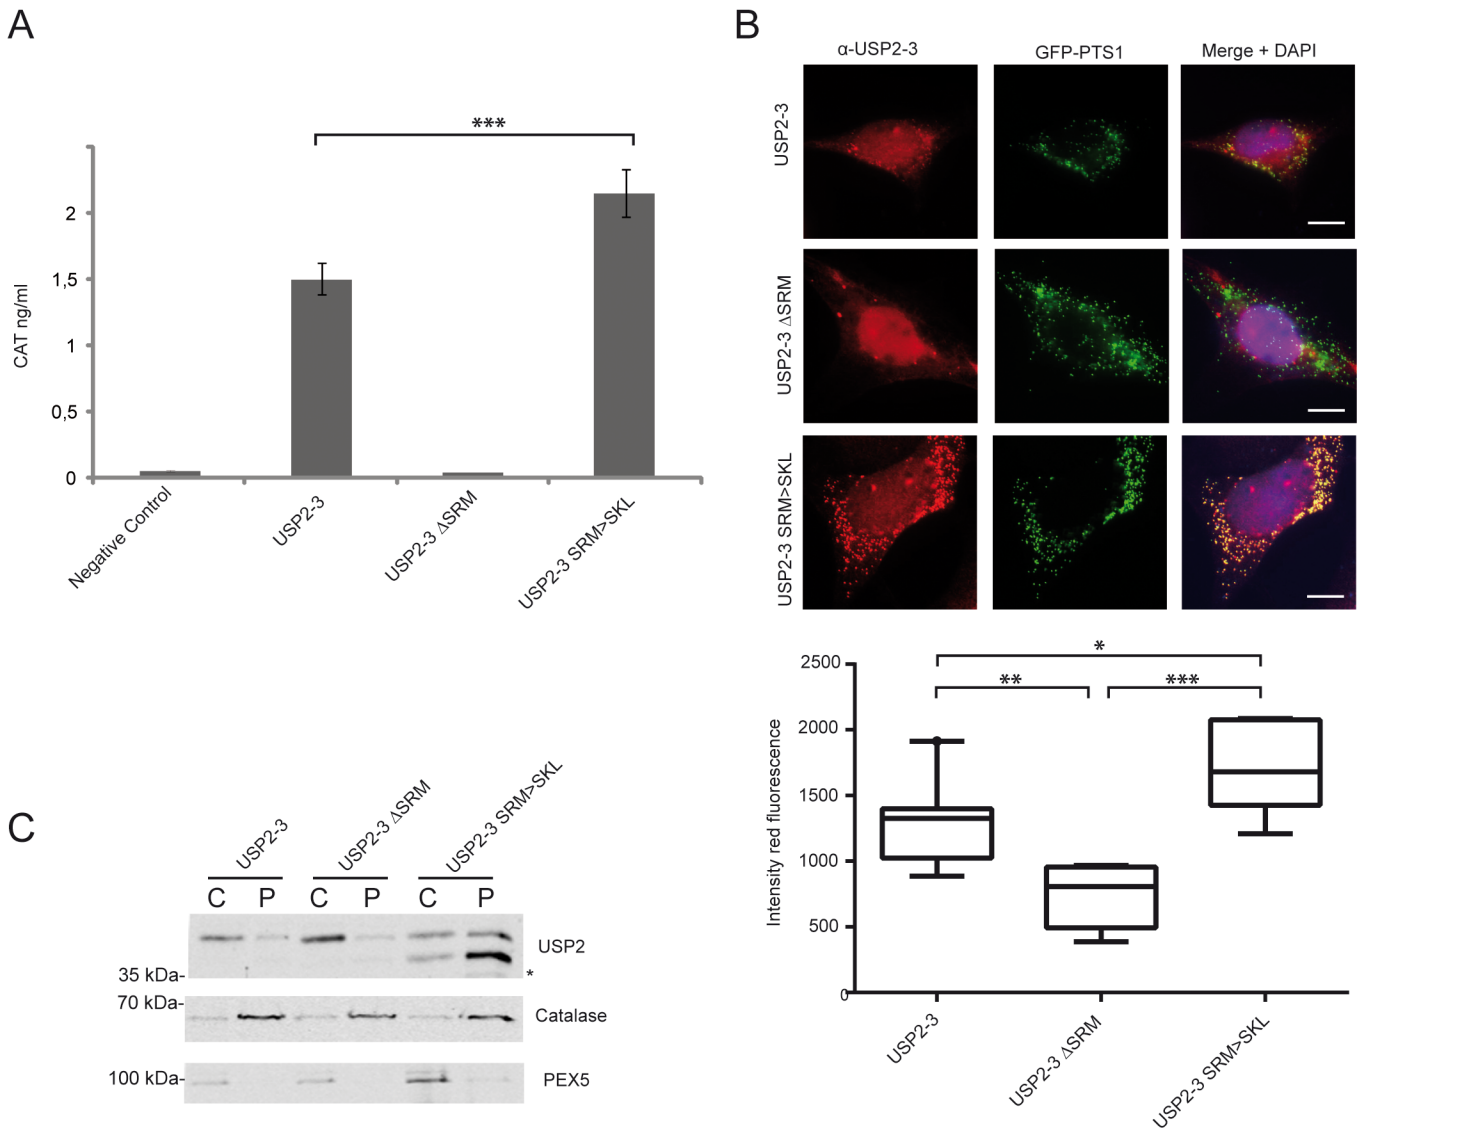 A
***
CAT ng/ml
2
1,5
1
0,5
0
Negative Control
USP2-3
USP2-3 ΔSRM
USP2-3 SRM>SKL
B
α-USP2-3
GFP-PTS1
Merge + DAPI
USP2-3
USP2-3 ΔSRM
USP2-3 SRM>SKL
*
**
***
Intensity red fluorescence
2500
2000
1500
1000
500
0
USP2-3
USP2-3 ΔSRM
USP2-3 SRM>SKL
C
USP2-3
USP2-3 ΔSRM
USP2-3 SRM>SKL
C P C P C P
USP2
35 kDa-
*
70 kDa-
Catalase
100 kDa-
PEX5